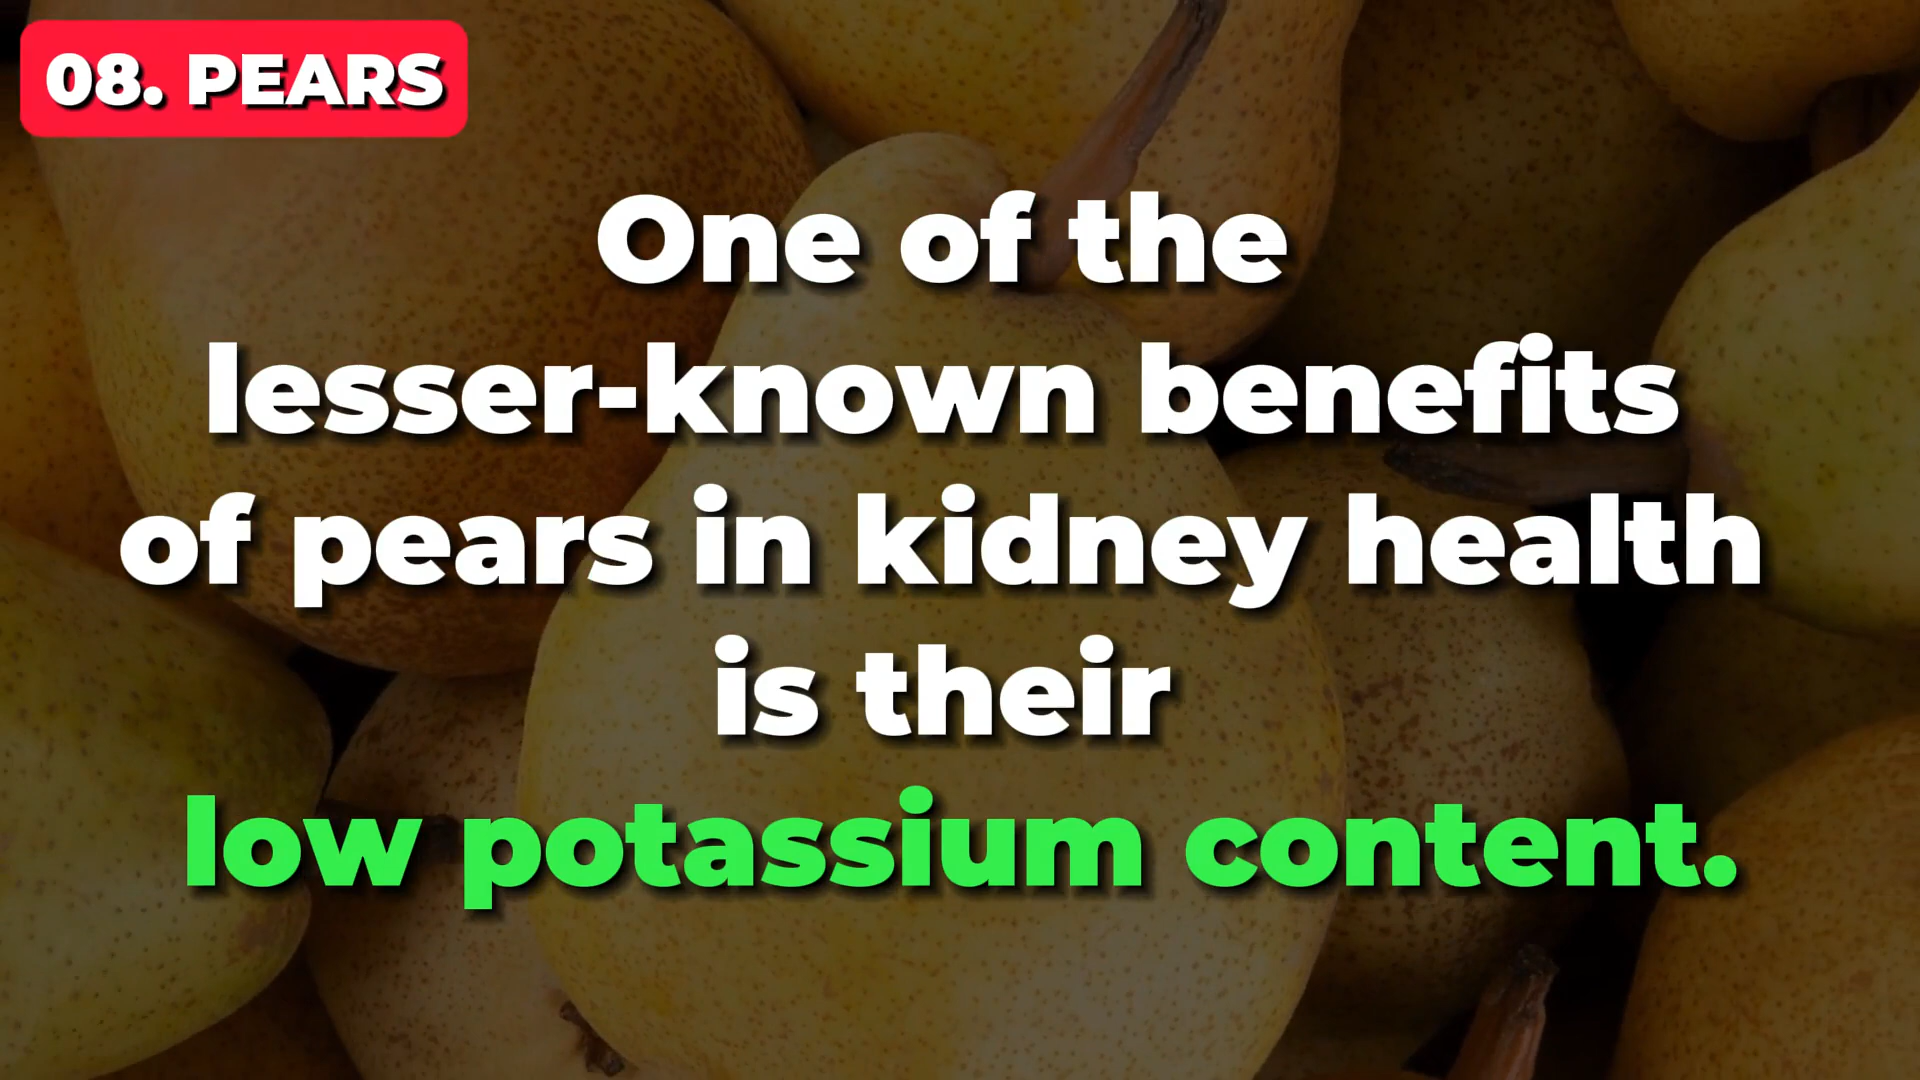 08. PEARS
One of the
lesser-known benefits
of pears in kidney health
is their
low potassium content.